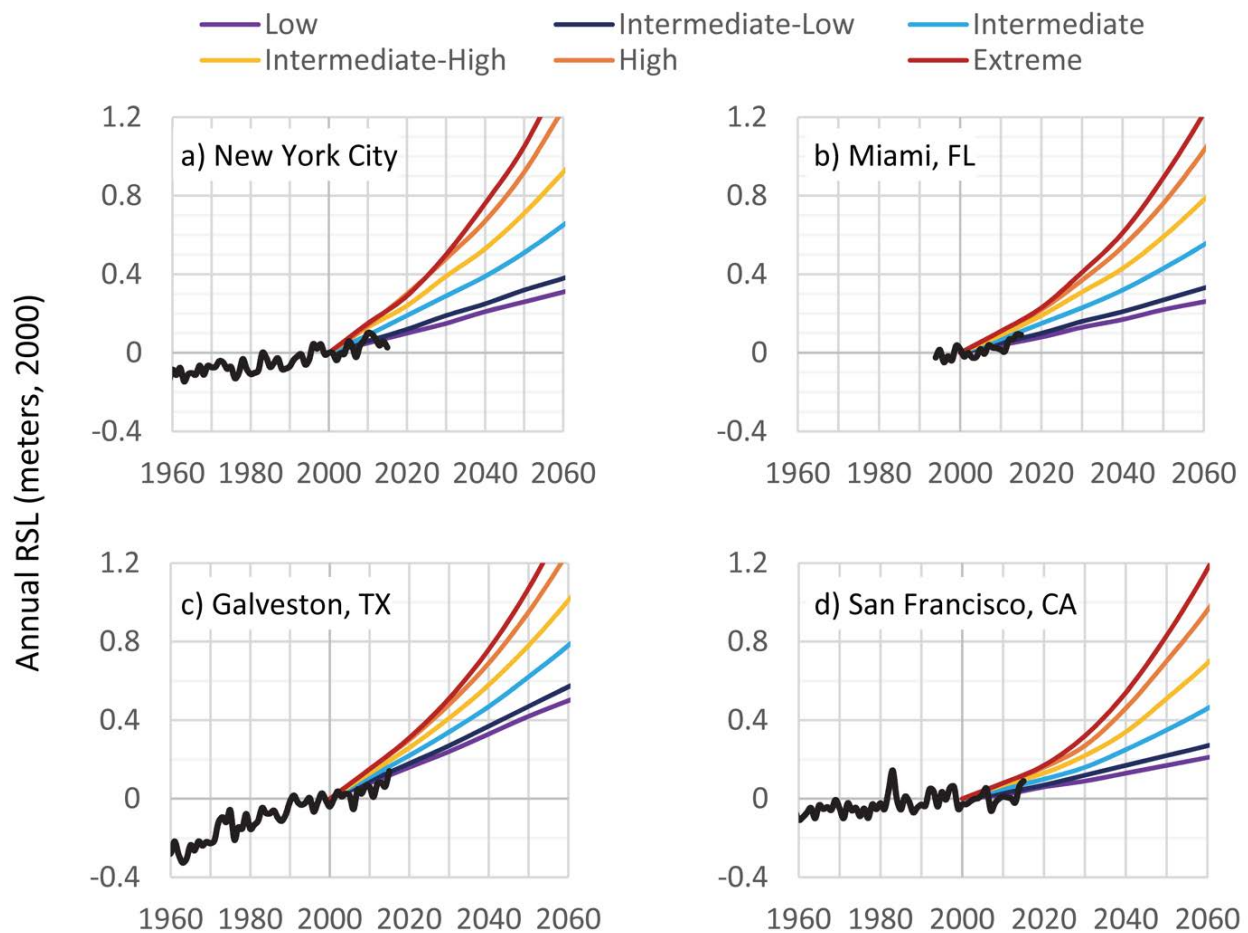 Low Intermediate-Low Intermediate
Intermediate-High High Extreme
Annual RSL (meters, 2000)
a) New York City
1.2
0.8
0.4
0
-0.4
1960 1980 2000 2020 2040 2060
b) Miami, FL
1.2
0.8
0.4
0
-0.4
1960 1980 2000 2020 2040 2060
c) Galveston, TX
1.2
0.8
0.4
0
-0.4
1960 1980 2000 2020 2040 2060
d) San Francisco, CA
1.2
0.8
0.4
0
-0.4
1960 1980 2000 2020 2040 2060